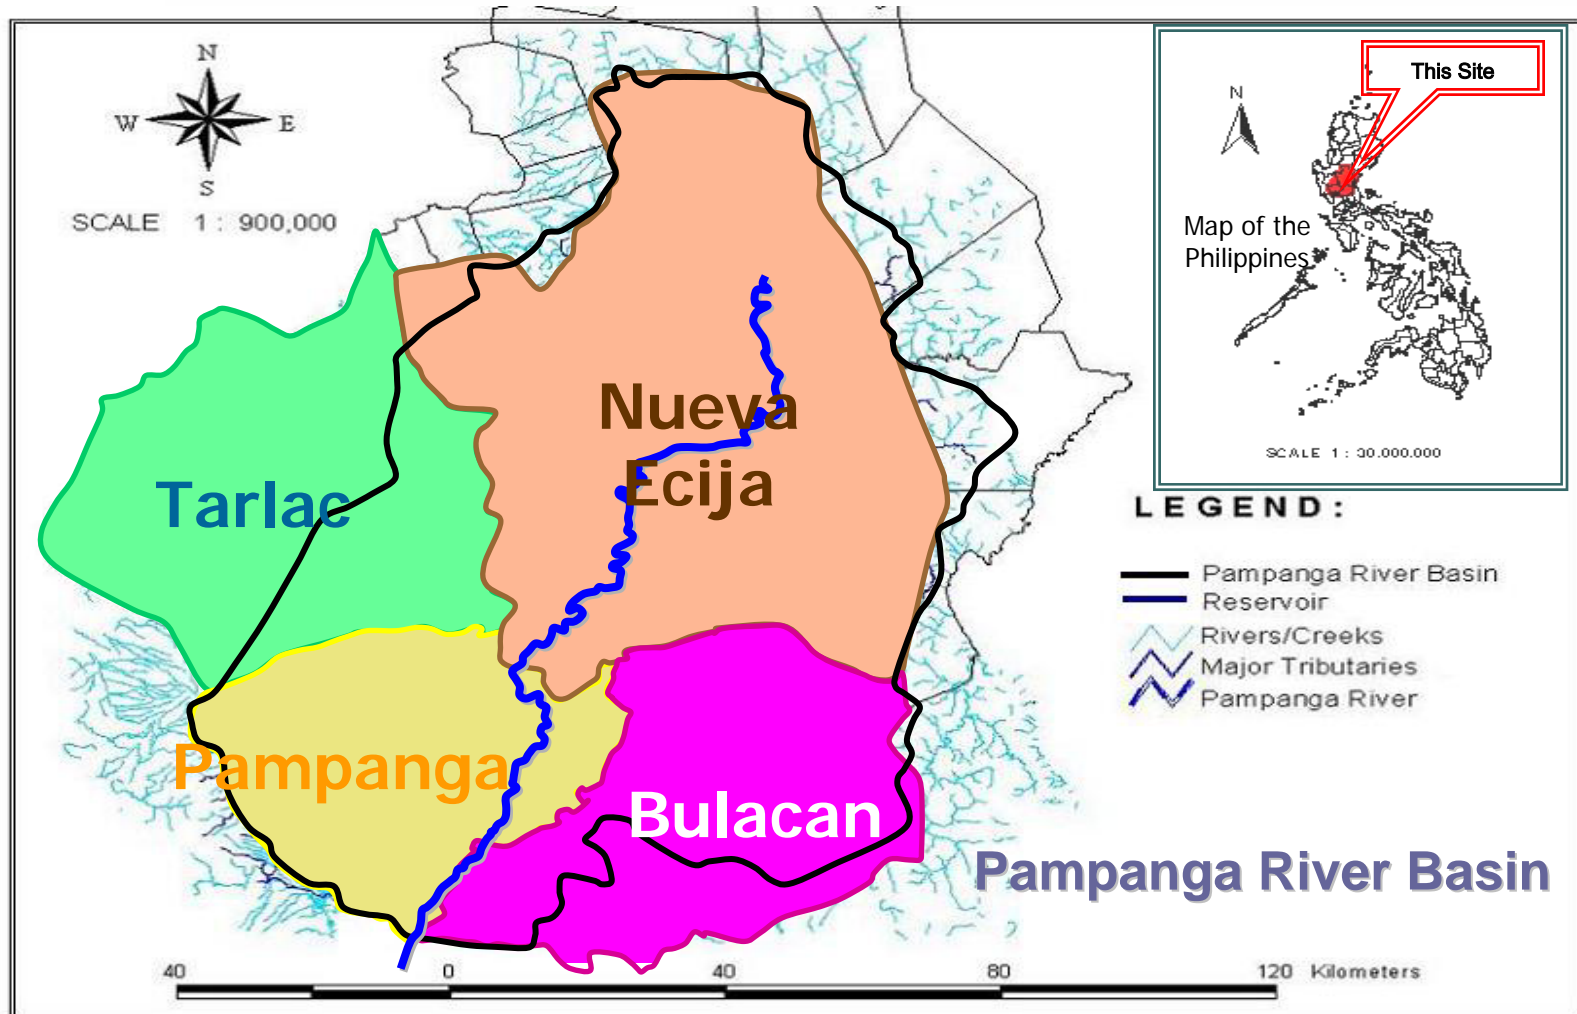 N
W
E
S
SCALE 1 : 900,000
This Site
N
Map of the
Philippines
SCALE 1 : 30.000.000
Nueva
Ecija
Tarlac
Pampanga
Bulacan
LEGEND :
Pampanga River Basin
Reservoir
Rivers/Creeks
Major Tributaries
Pampanga River
Pampanga River Basin
40 0 40 80 120 Kilometers